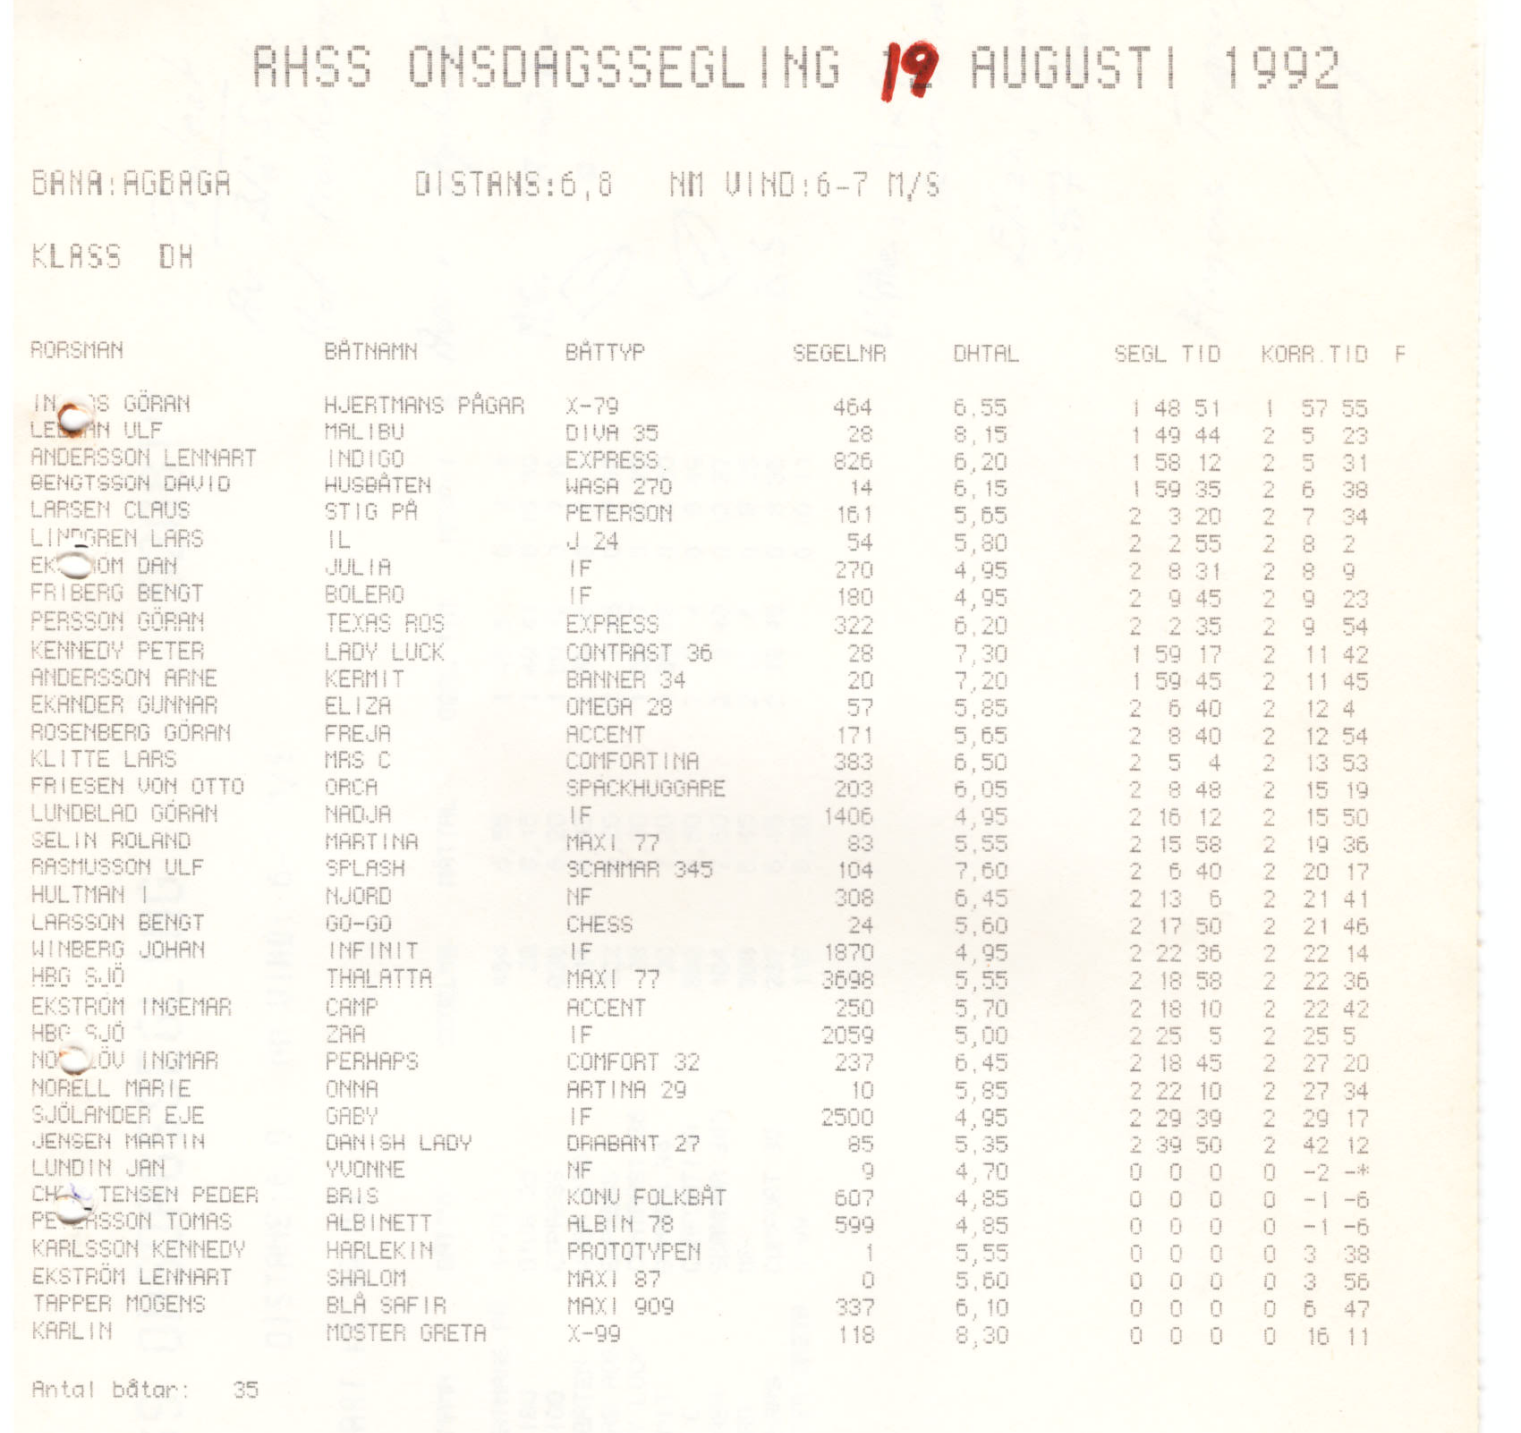 RHSS ONSDAGSSEGLING 19 AUGUSTI 1992
BANA:AGBAGA DISTANS:6,8 NM VIND:6-7 M/S
KLASS DH
RORSMAN BÅTNAMN BÅTTYP SEGELNR DHTAL SEGL TID KORR.TID F
GÖRAN HJERTMANS PÅGAR X-79 464 6,55 1 48 51 1 57 55
ULF MALIBU DIVA 35 28 8,15 1 49 44 2 5 23
ANDERSSON LENNART INDIGO EXPRESS. 826 6,20 1 58 12 2 5 31
BENGTSSON DAVID HUSBÅTEN WASA 270 14 6,15 1 59 35 2 6 38
LARSEN CLAUS STIG PÅ PETERSON 161 5,65 2 3 20 2 7 34
LINDGREN LARS IL J 24 54 5,80 2 2 55 2 8 2
DAN JULIA IF 270 4,95 2 8 31 2 8 9
FRIBERG BENGT BOLERO IF 180 4,95 2 9 45 2 9 23
PERSSON GÖRAN TEXAS ROS EXPRESS 322 6,20 2 2 35 2 9 54
KENNEDY PETER LADY LUCK CONTRAST 36 28 7,30 1 59 17 2 11 42
ANDERSSON ARNE KERMIT BANNER 34 20 7,20 1 59 45 2 11 45
EKANDER GUNNAR ELIZA OMEGA 28 57 5,85 2 6 40 2 12 4
ROSENBERG GÖRAN FREJA ACCENT 171 5,65 2 8 40 2 12 54
KLITTE LARS MRS C COMFORTINA 383 6,50 2 5 4 2 13 53
FRIESEN VON OTTO ORCA SPÄCKHUGGARE 203 6,05 2 8 48 2 15 19
LUNDBLAD GÖRAN NADJA IF 1406 4,95 2 16 12 2 15 50
SELIN ROLAND MARTINA MAXI 77 83 5,55 2 15 58 2 19 36
RASMUSSON ULF SPLASH SCANMAR 345 104 7,60 2 6 40 2 20 17
HULTMAN I NJORD NF 308 6,45 2 13 6 2 21 41
LARSSON BENGT GO-GO CHESS 24 5,60 2 17 50 2 21 46
WINBERG JOHAN INFINIT IF 1870 4,95 2 22 36 2 22 14
HBG SJÖ THALATTA MAXI 77 3698 5,55 2 18 58 2 22 36
EKSTRÖM INGEMAR CAMP ACCENT 250 5,70 2 18 10 2 22 42
HBG SJÖ ZAA IF 2059 5,00 2 25 5 2 25 5
INGMAR PERHAPS COMFORT 32 237 6,45 2 18 45 2 27 20
NORELL MARIE ONNA ARTINA 29 10 5,85 2 22 10 2 27 34
SJÖLANDER EJE GABY IF 2500 4,95 2 29 39 2 29 17
JENSEN MARTIN DANISH LADY DRABANT 27 85 5,35 2 39 50 2 42 12
LUNDIN JAN YVONNE NF 9 4,70 0 0 0 0 -2 -*
PEDER BRIS KONV FOLKBÅT 607 4,85 0 0 0 0 -1 -6
PETERSSON TOMAS ALBINETT ALBIN 78 599 4,85 0 0 0 0 -1 -6
KARLSSON KENNEDY HARLEKIN PROTOTYPEN 1 5,55 0 0 0 0 3 38
EKSTRÖM LENNART SHALOM MAXI 87 0 5,60 0 0 0 0 3 56
TAPPER MOGENS BLÅ SAFIR MAXI 909 337 6,10 0 0 0 0 6 47
KARLIN MOSTER GRETA X-99 118 8,30 0 0 0 0 16 11
Antal båtar: 35